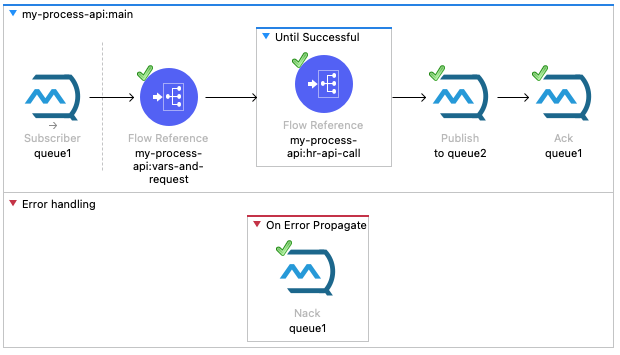 my-process-api:main
Until Successful
Subscriber
queue1
Flow Reference
my-process-
api:vars-and-
request
Flow Reference
my-process-
api:hr-api-call
Publish
to queue2
Ack
queue1
Error handling
On Error Propagate
Nack
queue1